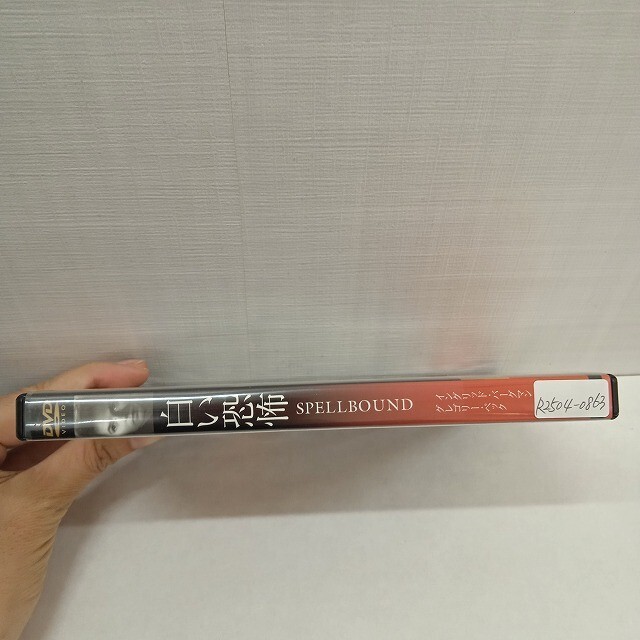 DVD
VIDEO
白い恐怖
SPELLBOUND
イングリッド・バーグマン
グレゴリー・ペック
R2504-0863